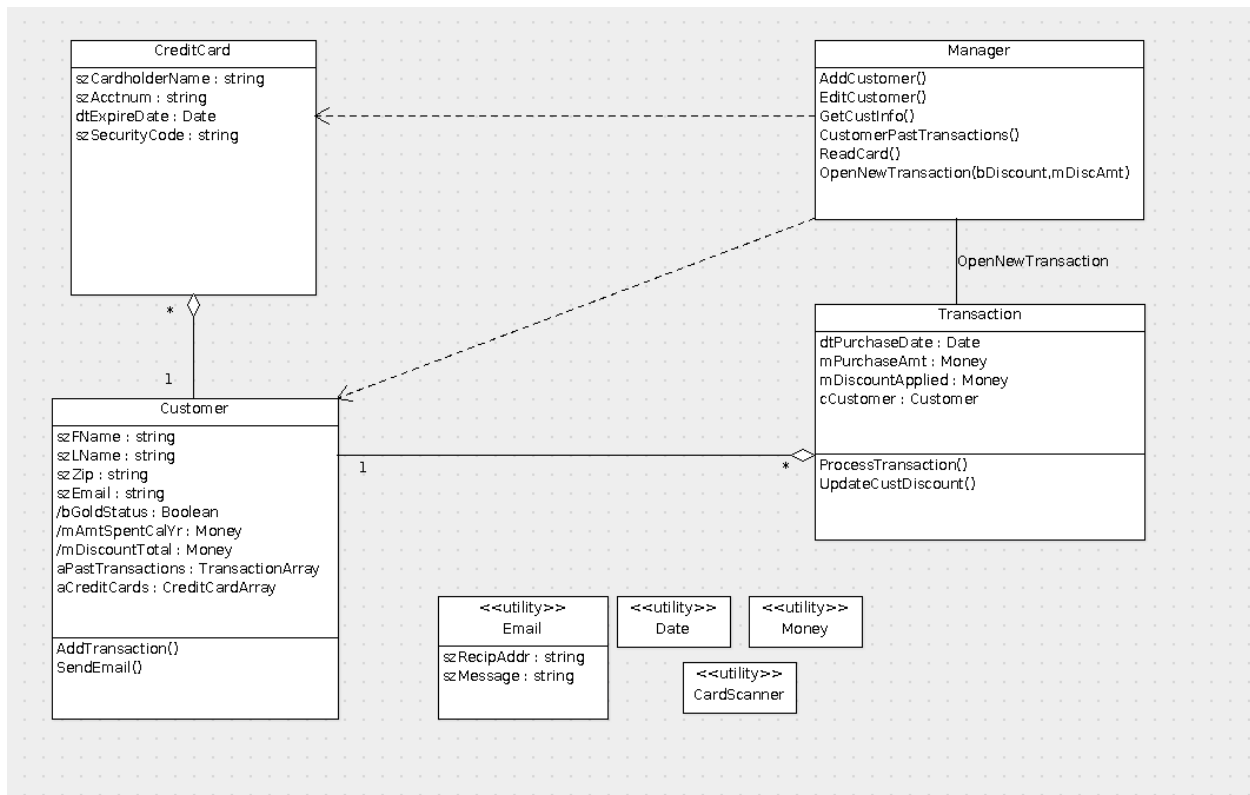 CreditCard
szCardholderName : string
szAcctnum : string
dtExpireDate : Date
szSecurityCode : string
Manager
AddCustomer()
EditCustomer()
GetCustInfo()
CustomerPastTransactions()
ReadCard()
OpenNewTransaction(bDiscount,mDiscAmt)
OpenNewTransaction
*
1
Transaction
dtPurchaseDate : Date
mPurchaseAmt : Money
mDiscountApplied : Money
cCustomer : Customer
ProcessTransaction()
UpdateCustDiscount()
Customer
szFName : string
szLName : string
szZip : string
szEmail : string
/bGoldStatus : Boolean
/mAmtSpentCalYr : Money
/mDiscountTotal : Money
aPastTransactions : TransactionArray
aCreditCards : CreditCardArray
AddTransaction()
SendEmail()
1
*
<<utility>>
Email
szRecipAddr : string
szMessage : string
<<utility>>
Date
<<utility>>
Money
<<utility>>
CardScanner